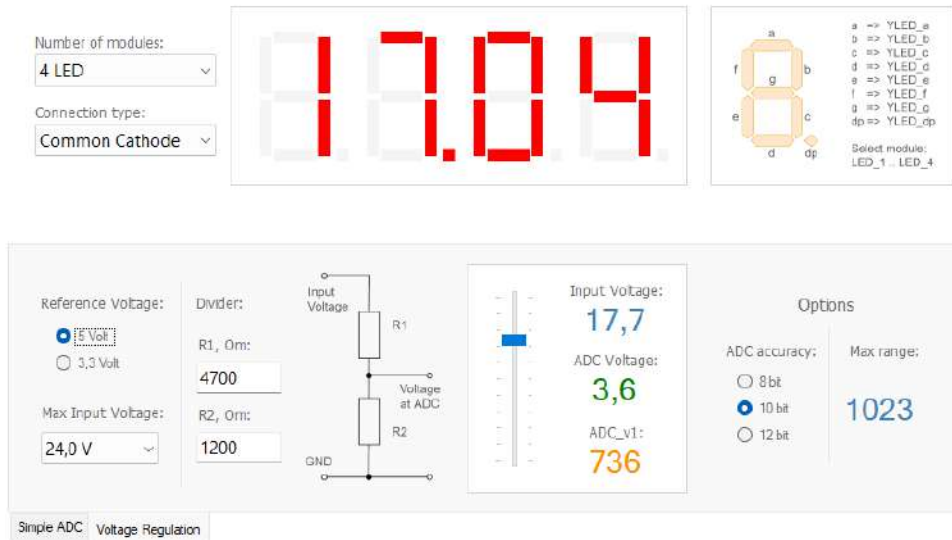 Number of modules:
4 LED
Connection type:
Common Cathode
17.04
a
b
c
d
e
f
g
dp
a => YLED_a
b => YLED_b
c => YLED_c
d => YLED_d
e => YLED_e
f => YLED_f
g => YLED_g
dp => YLED_dp
Select module:
LED_1 .. LED_4
Reference Voltage:
5 Volt
3,3 Volt
Max Input Voltage:
24,0 V
Divider:
R1, Om:
4700
R2, Om:
1200
Input
Voltage
R1
Voltage
at ADC
R2
GND
Input Voltage:
17,7
ADC Voltage:
3,6
ADC_v1:
736
Options
ADC accuracy:
8 bit
10 bit
12 bit
Max range:
1023
Simple ADC
Voltage Regulation